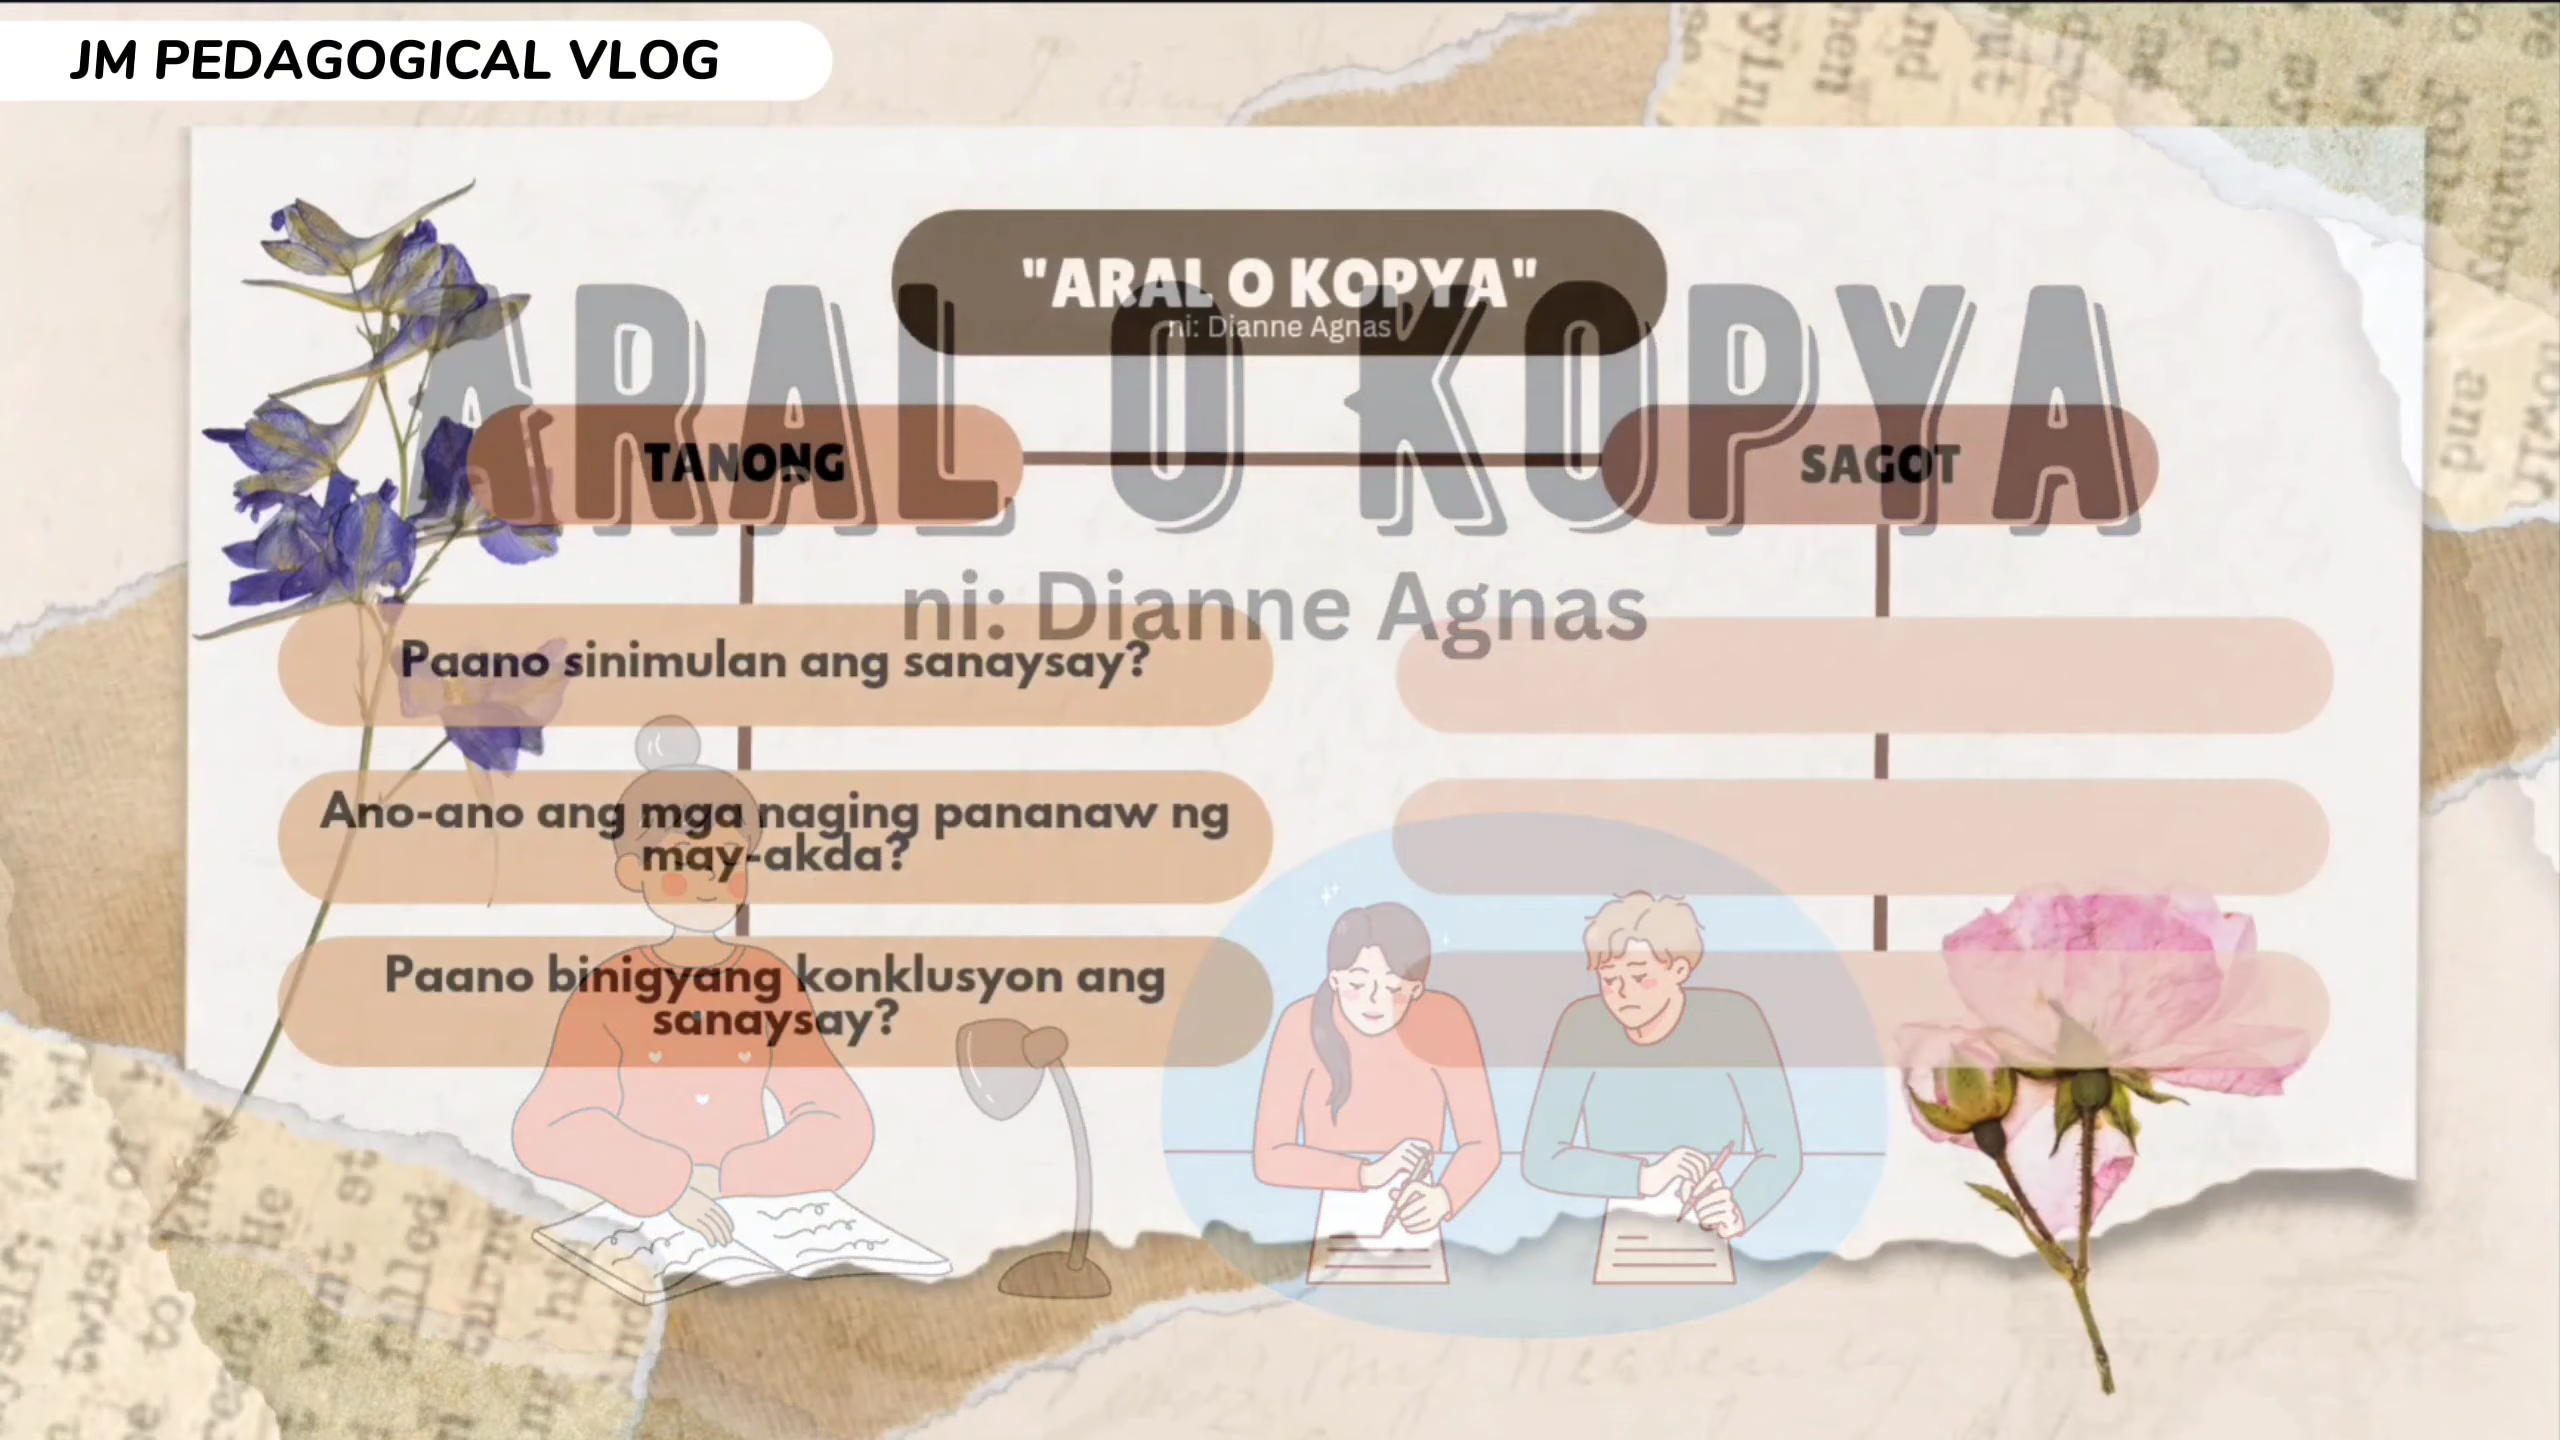 JM PEDAGOGICAL VLOG
"ARAL O KOPYA"
ni: Dianne Agnas
ARAL O KOPYA
ni: Dianne Agnas
TANONG
SAGOT
Paano sinimulan ang sanaysay?
Ano-ano ang mga naging pananaw ng
may-akda?
Paano binigyang konklusyon ang
sanaysay?